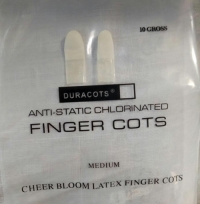 10-GROSS
DURACOTS®
ANTI-STATIC CHLORINATED
FINGER COTS
MEDIUM
CHEER BLOOM LATEX FINGER COTS